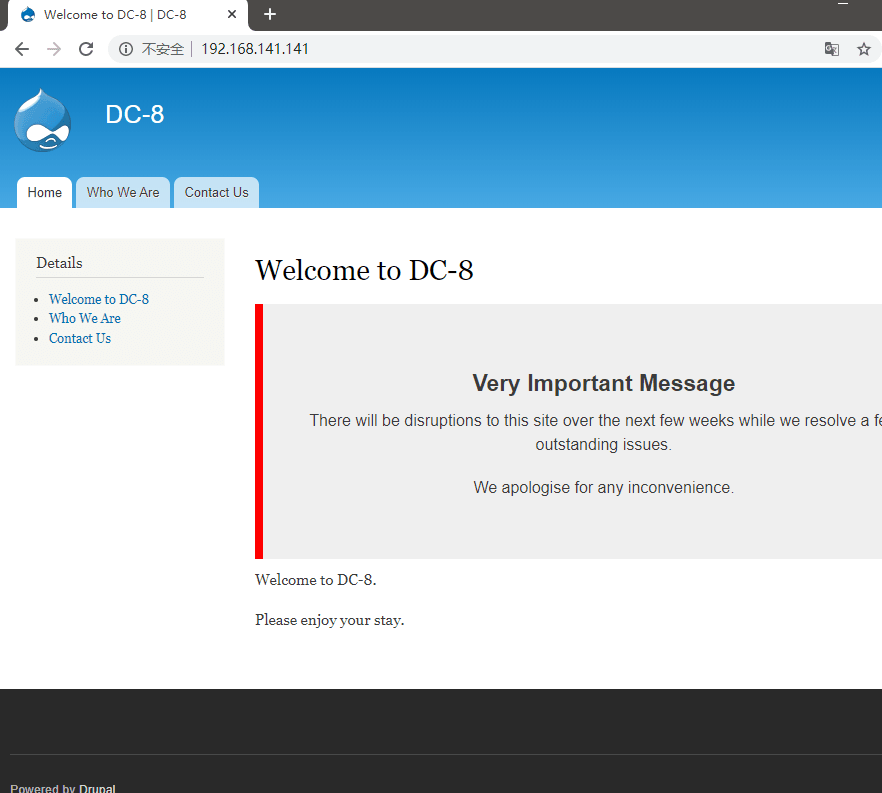 Welcome to DC-8 | DC-8
不安全 192.168.141.141
DC-8
Home Who We Are Contact Us
Details
Welcome to DC-8
Who We Are
Contact Us
Welcome to DC-8
Very Important Message
There will be disruptions to this site over the next few weeks while we resolve a
outstanding issues.
We apologise for any inconvenience.
Welcome to DC-8.
Please enjoy your stay.
Powered by Drupal